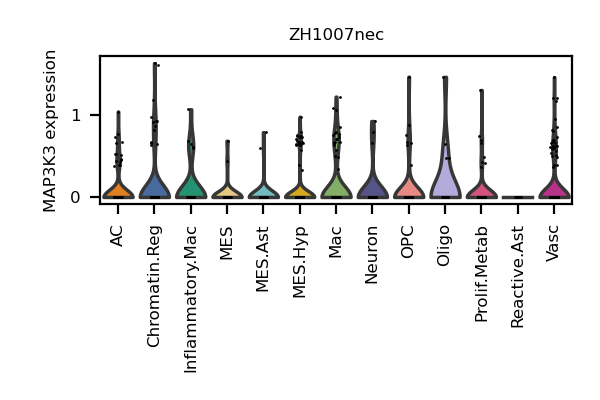 ZH1007nec
MAP3K3 expression
1
0
AC
Chromatin.Reg
Inflammatory.Mac
MES
MES.Ast
MES.Hyp
Mac
Neuron
OPC
Oligo
Prolif.Metab
Reactive.Ast
Vasc